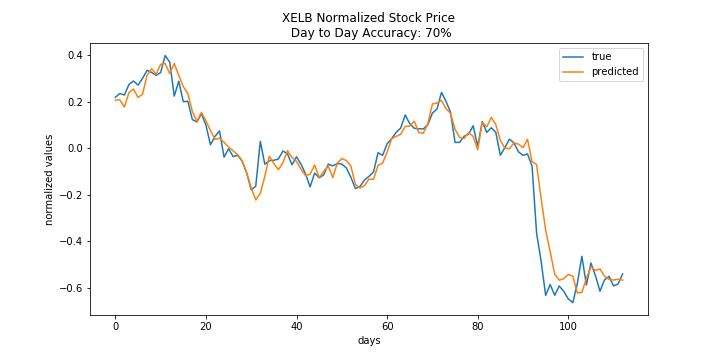 XELB Normalized Stock Price
Day to Day Accuracy: 70%
true
predicted
normalized values
0.4
0.2
0.0
−0.2
−0.4
−0.6
0 20 40 60 80 100
days